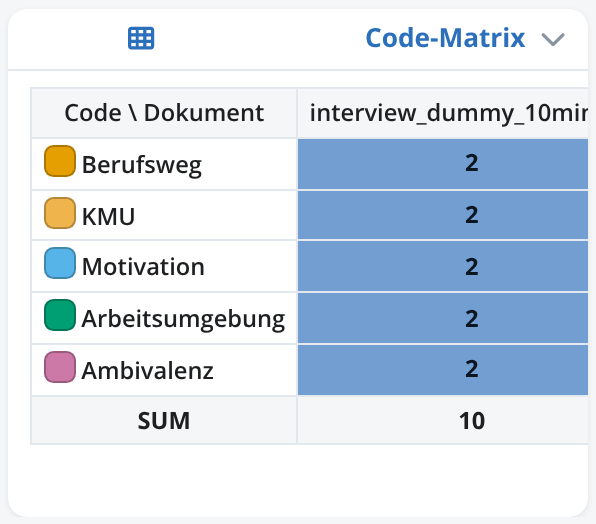 Code-Matrix
Code \ Dokument interview_dummy_10min
Berufsweg 2
KMU 2
Motivation 2
Arbeitsumgebung 2
Ambivalenz 2
SUM 10